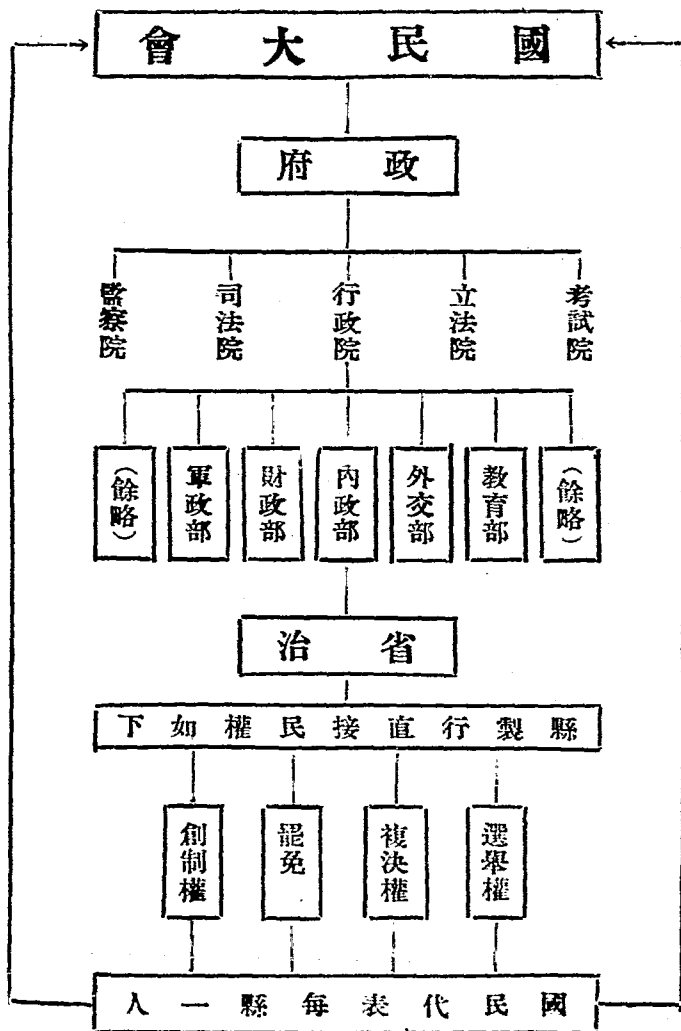 國民大會
政府
考試院
立法院
行政院
司法院
監察院
（餘略）
教育部
外交部
內政部
財政部
軍政部
（餘略）
省治
縣製行直接民權如下
選舉權
複決權
罷免
創制權
國民代表每縣一人